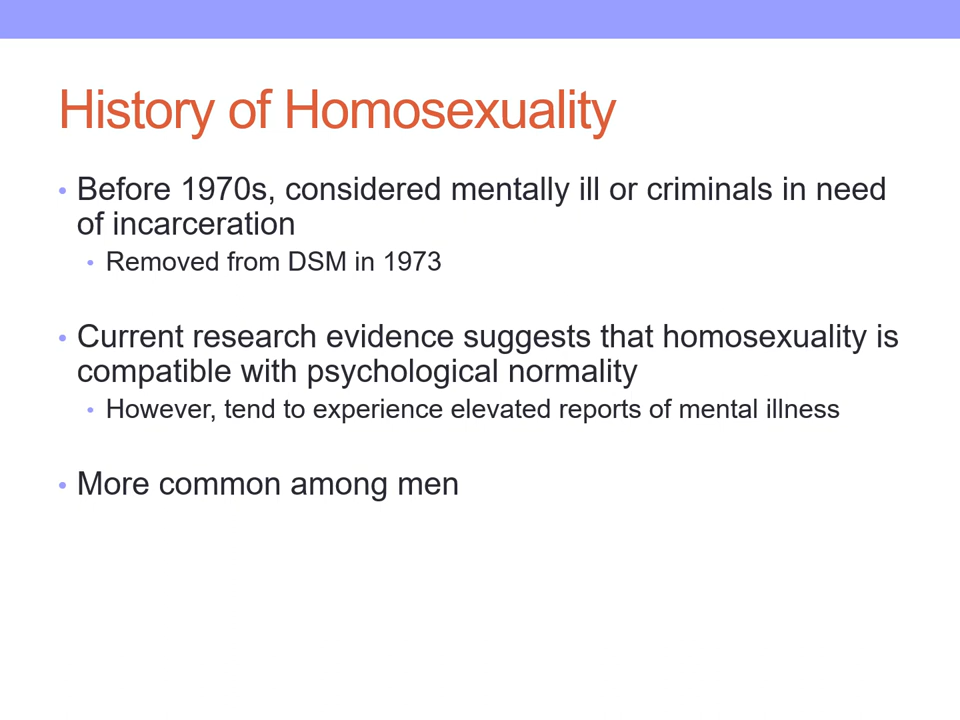 History of Homosexuality
• Before 1970s, considered mentally ill or criminals in need
of incarceration
• Removed from DSM in 1973
• Current research evidence suggests that homosexuality is
compatible with psychological normality
• However, tend to experience elevated reports of mental illness
• More common among men